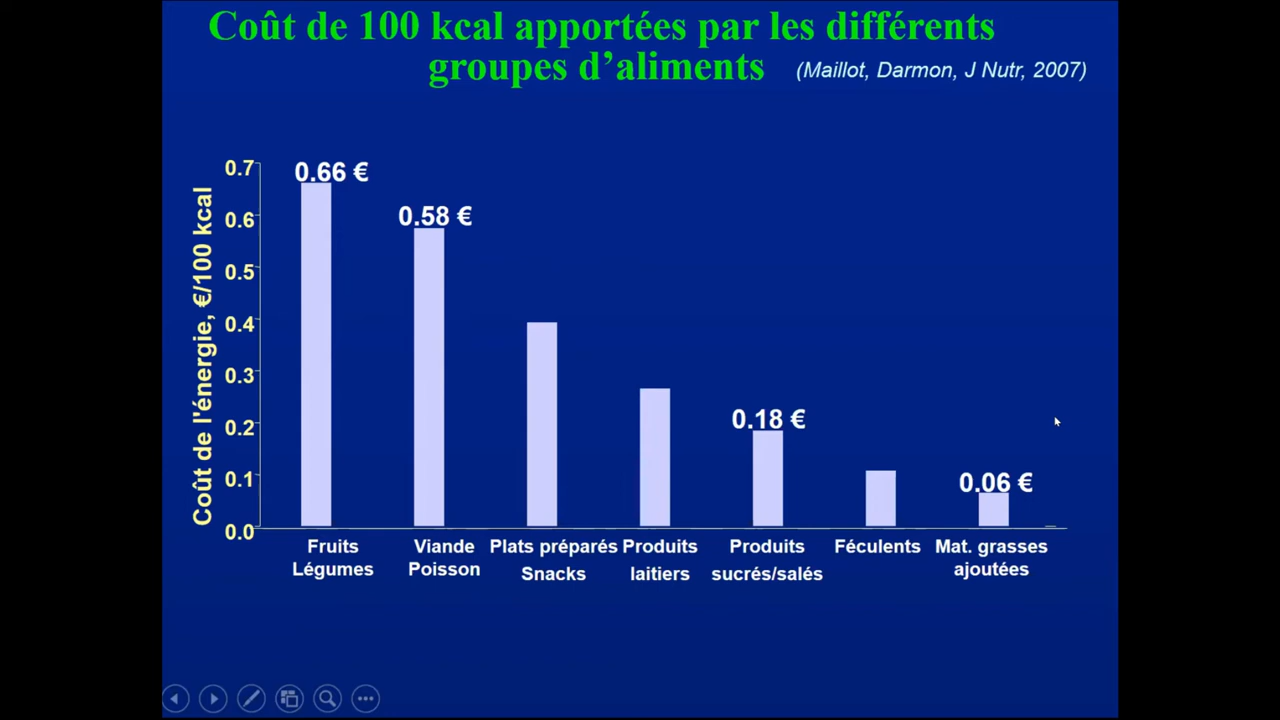 Coût de 100 kcal apportées par les différents
groupes d’aliments (Maillot, Darmon, J Nutr, 2007)
Coût de l'énergie, €/100 kcal
0.7
0.6
0.5
0.4
0.3
0.2
0.1
0.0
0.66 €
0.58 €
0.18 €
0.06 €
Fruits
Légumes
Viande
Poisson
Plats préparés
Snacks
Produits
laitiers
Produits
sucrés/salés
Féculents
Mat. grasses
ajoutées